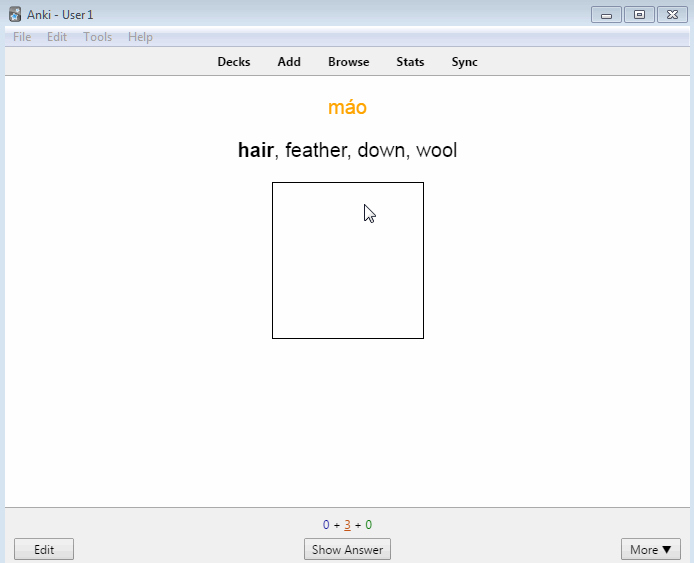 Anki - User 1
File Edit Tools Help
Decks Add Browse Stats Sync
máo
hair, feather, down, wool
0 + 3 + 0
Edit Show Answer More ▼